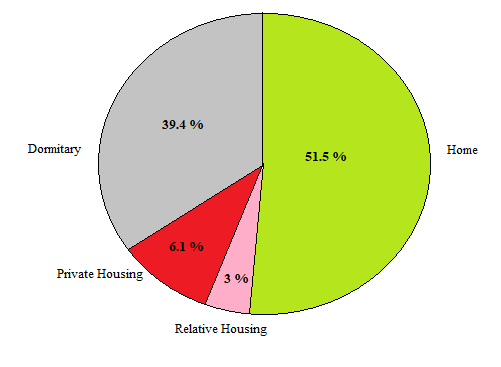 39.4 %
Dormitary
51.5 %
Home
6.1 %
Private Housing
3 %
Relative Housing